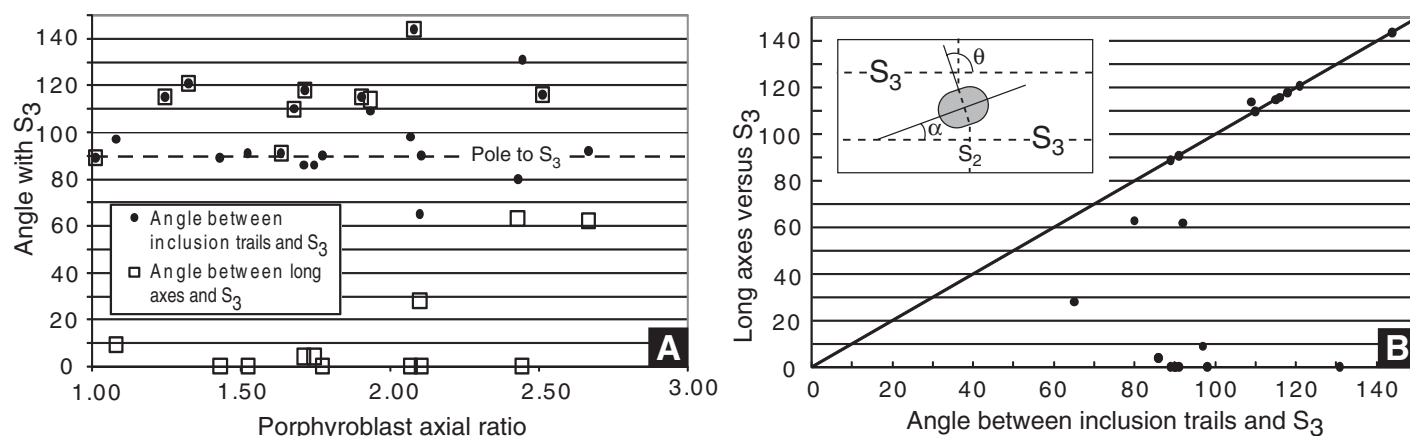 140
120
100
80
60
40
20
0
Angle with S3
Pole to S3
Angle between
inclusion trails and S3
Angle between long
axes and S3
A
1.00 1.50 2.00 2.50 3.00
Porphyroblast axial ratio
140
120
100
80
60
40
20
0
Long axes versus S3
S3
θ
α
S2
S3
B
0 20 40 60 80 100 120 140
Angle between inclusion trails and S3